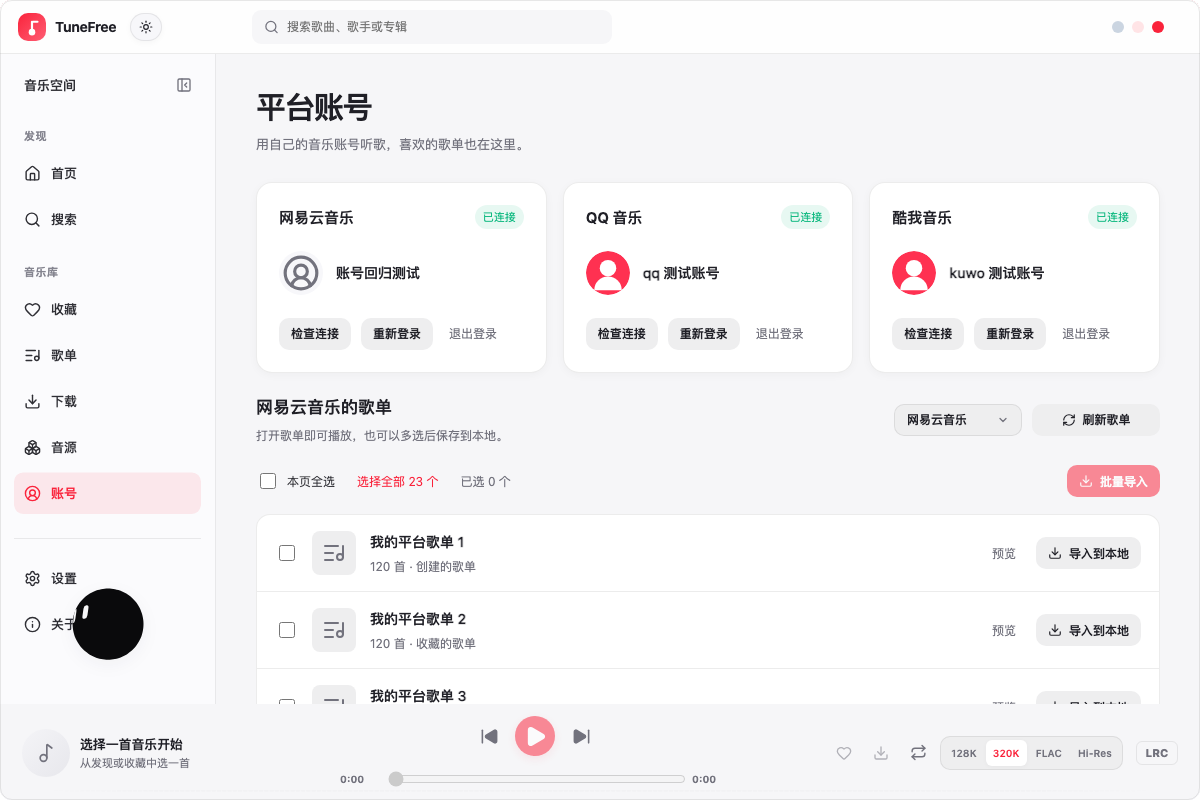 TuneFree
搜索歌曲、歌手或专辑
音乐空间
发现
首页
搜索
音乐库
收藏
歌单
下载
音源
账号
设置
关于
平台账号
用自己的音乐账号听歌，喜欢的歌单也在这里。
网易云音乐 已连接
账号回归测试
检查连接 重新登录 退出登录
QQ 音乐 已连接
qq 测试账号
检查连接 重新登录 退出登录
酷我音乐 已连接
kuwo 测试账号
检查连接 重新登录 退出登录
网易云音乐的歌单
打开歌单即可播放，也可以多选后保存到本地。
网易云音乐 刷新歌单
本页全选 选择全部 23 个 已选 0 个 批量导入
我的平台歌单 1
120 首 · 创建的歌单
预览 导入到本地
我的平台歌单 2
120 首 · 收藏的歌单
预览 导入到本地
我的平台歌单 3
选择一首音乐开始
从发现或收藏中选一首
0:00 0:00
128K 320K FLAC Hi-Res LRC